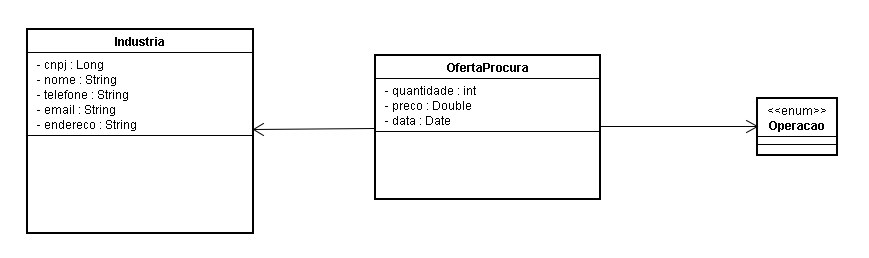 Industria
- cnpj : Long
- nome : String
- telefone : String
- email : String
- endereco : String
OfertaProcura
- quantidade : int
- preco : Double
- data : Date
<<enum>>
Operacao